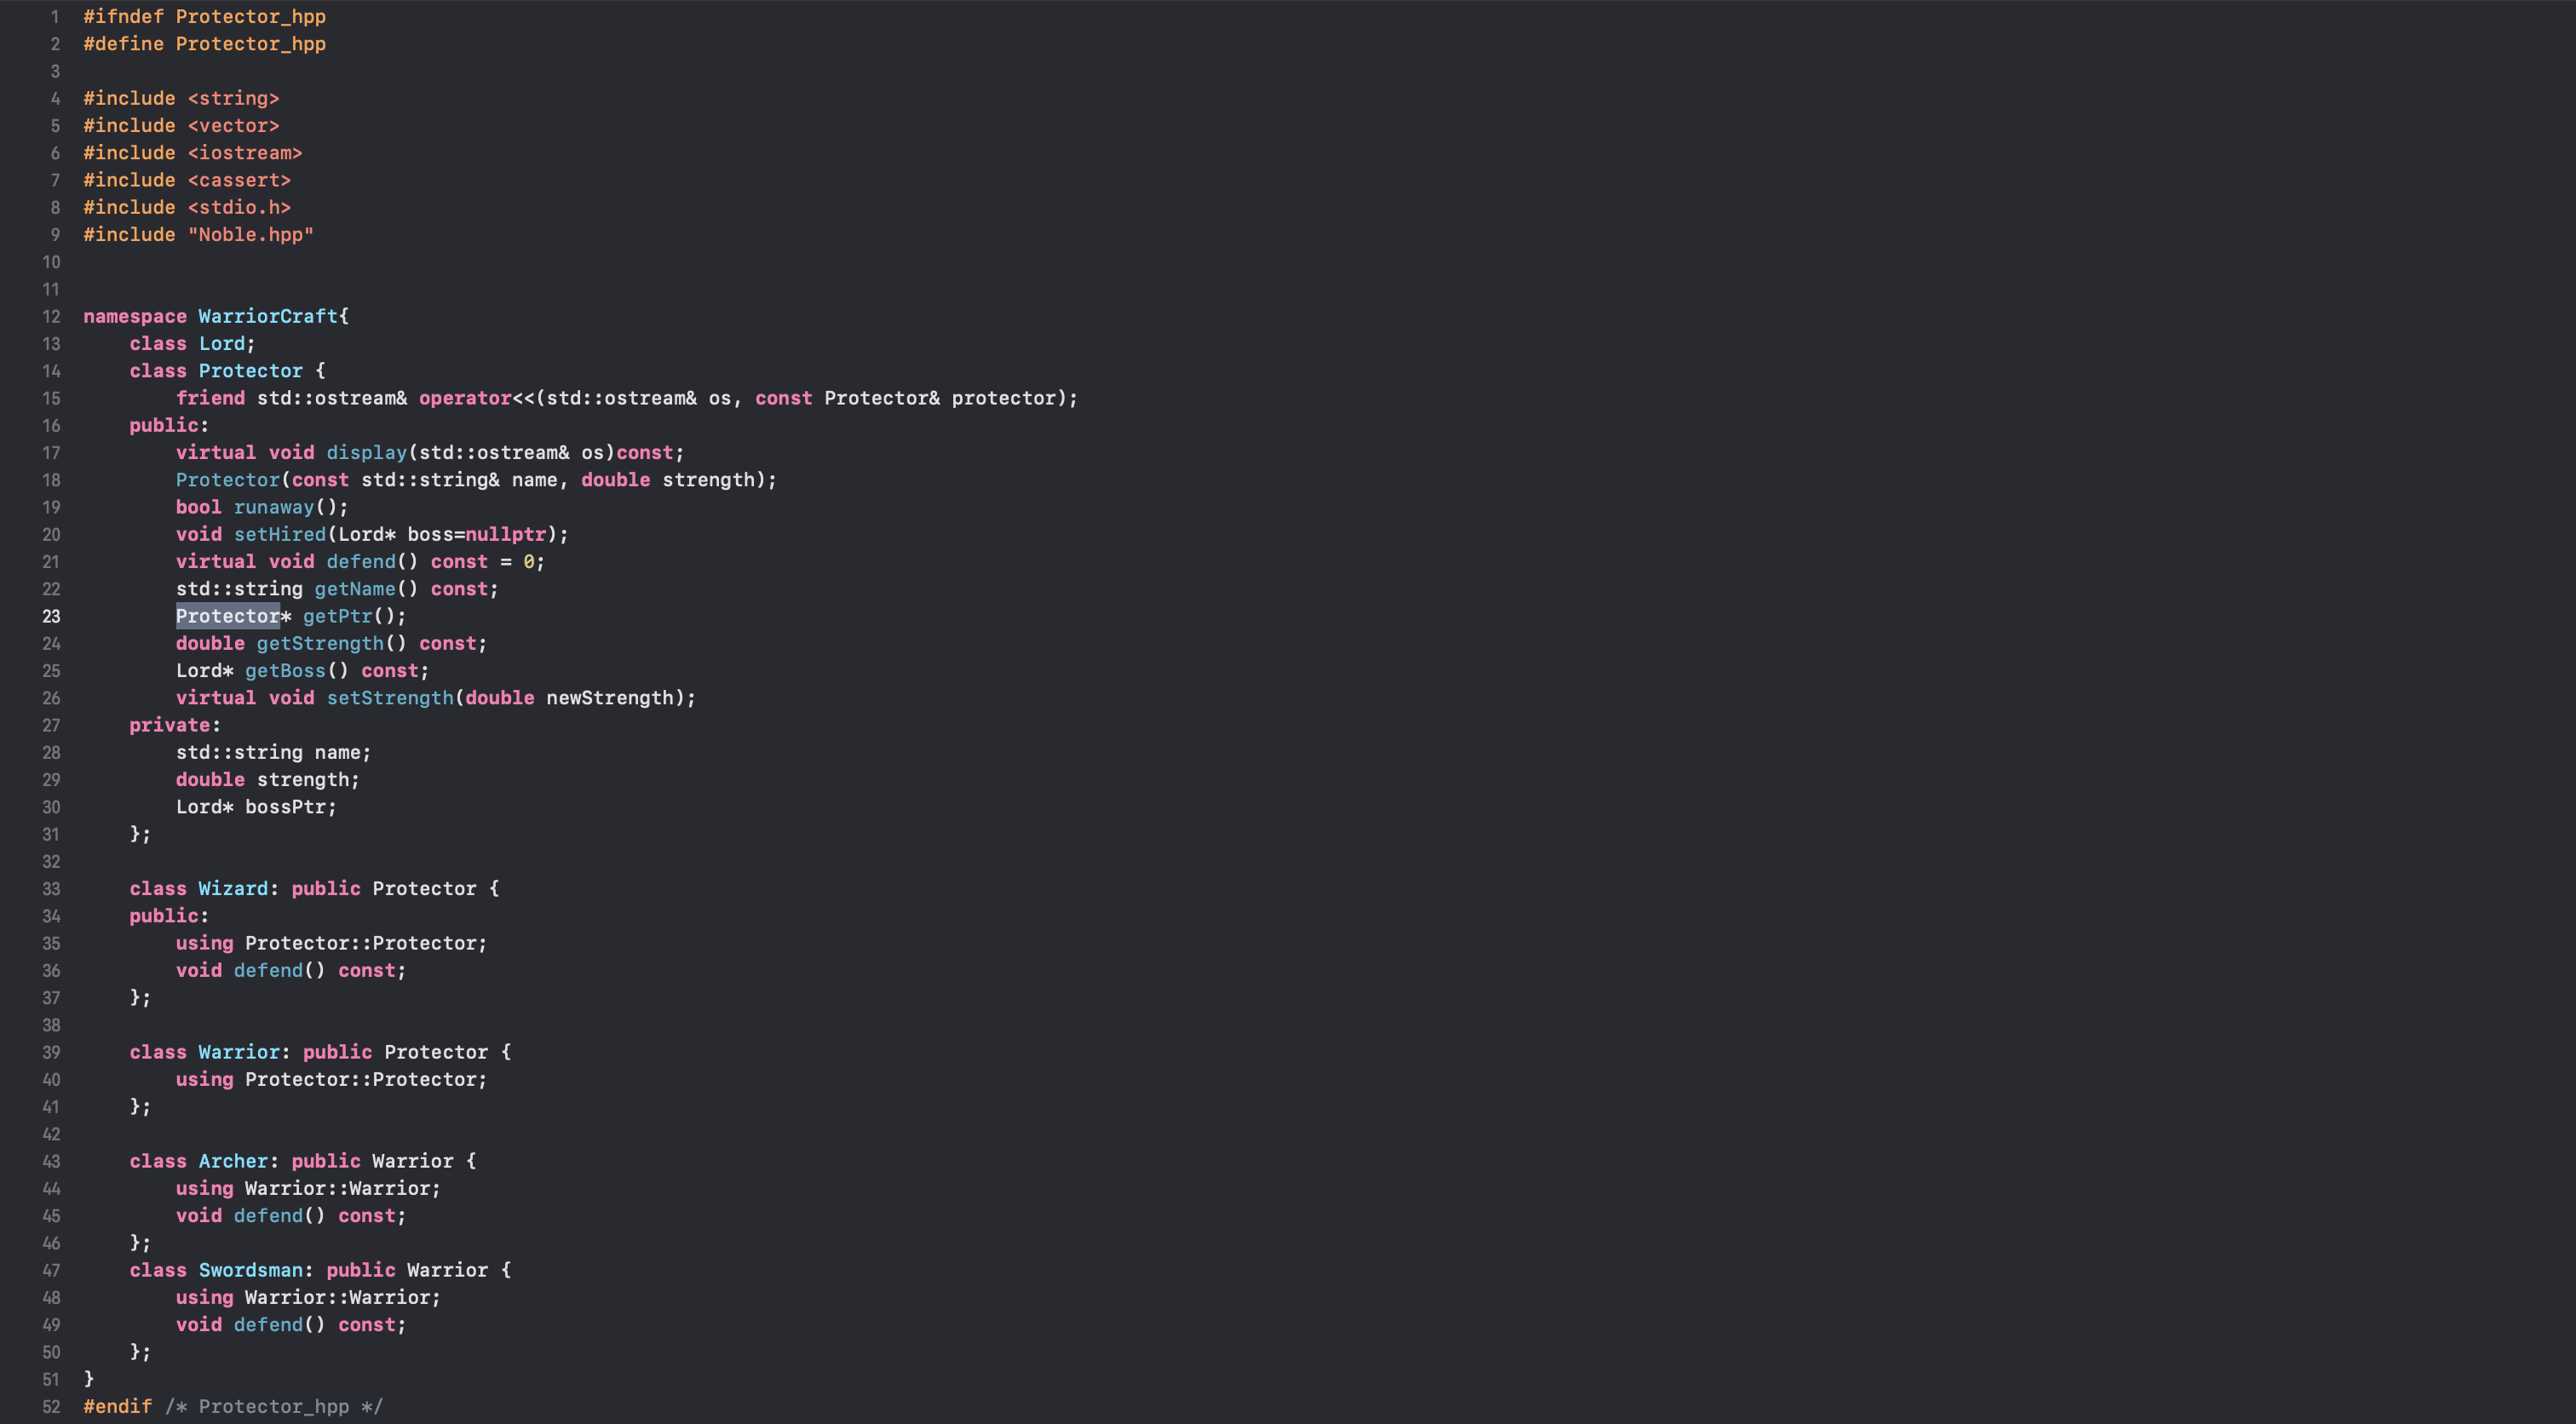 1 #ifndef Protector_hpp
2 #define Protector_hpp
3
4 #include <string>
5 #include <vector>
6 #include <iostream>
7 #include <cassert>
8 #include <stdio.h>
9 #include "Noble.hpp"
10
11
12 namespace WarriorCraft{
13     class Lord;
14     class Protector {
15         friend std::ostream& operator<<(std::ostream& os, const Protector& protector);
16     public:
17         virtual void display(std::ostream& os)const;
18         Protector(const std::string& name, double strength);
19         bool runaway();
20         void setHired(Lord* boss=nullptr);
21         virtual void defend() const = 0;
22         std::string getName() const;
23         Protector* getPtr();
24         double getStrength() const;
25         Lord* getBoss() const;
26         virtual void setStrength(double newStrength);
27     private:
28         std::string name;
29         double strength;
30         Lord* bossPtr;
31     };
32
33     class Wizard: public Protector {
34     public:
35         using Protector::Protector;
36         void defend() const;
37     };
38
39     class Warrior: public Protector {
40         using Protector::Protector;
41     };
42
43     class Archer: public Warrior {
44         using Warrior::Warrior;
45         void defend() const;
46     };
47     class Swordsman: public Warrior {
48         using Warrior::Warrior;
49         void defend() const;
50     };
51 }
52 #endif /* Protector_hpp */